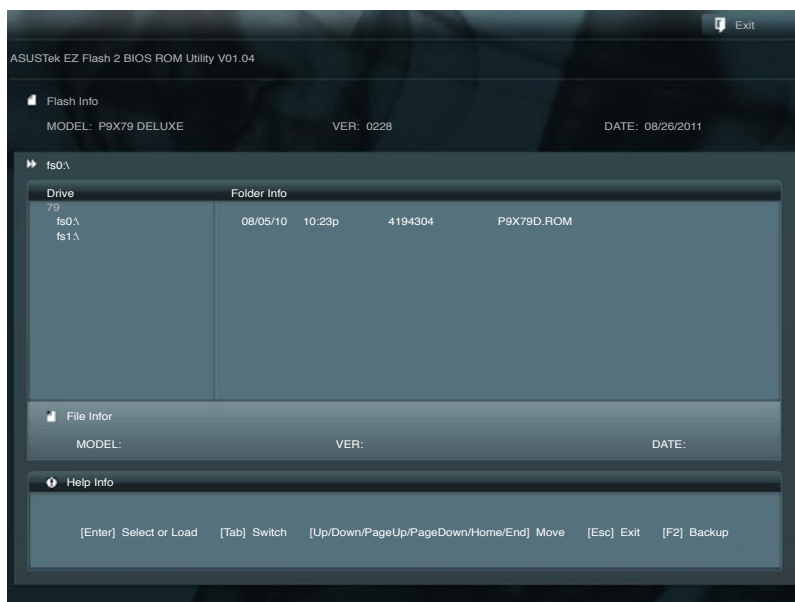 Exit
ASUSTek EZ Flash 2 BIOS ROM Utility V01.04
Flash Info
MODEL: P9X79 DELUXE VER: 0228 DATE: 08/26/2011
fs0:\
Drive Folder Info
79
fs0:\ 08/05/10 10:23p 4194304 P9X79D.ROM
fs1:\
File Infor
MODEL: VER: DATE:
Help Info
[Enter] Select or Load [Tab] Switch [Up/Down/PageUp/PageDown/Home/End] Move [Esc] Exit [F2] Backup